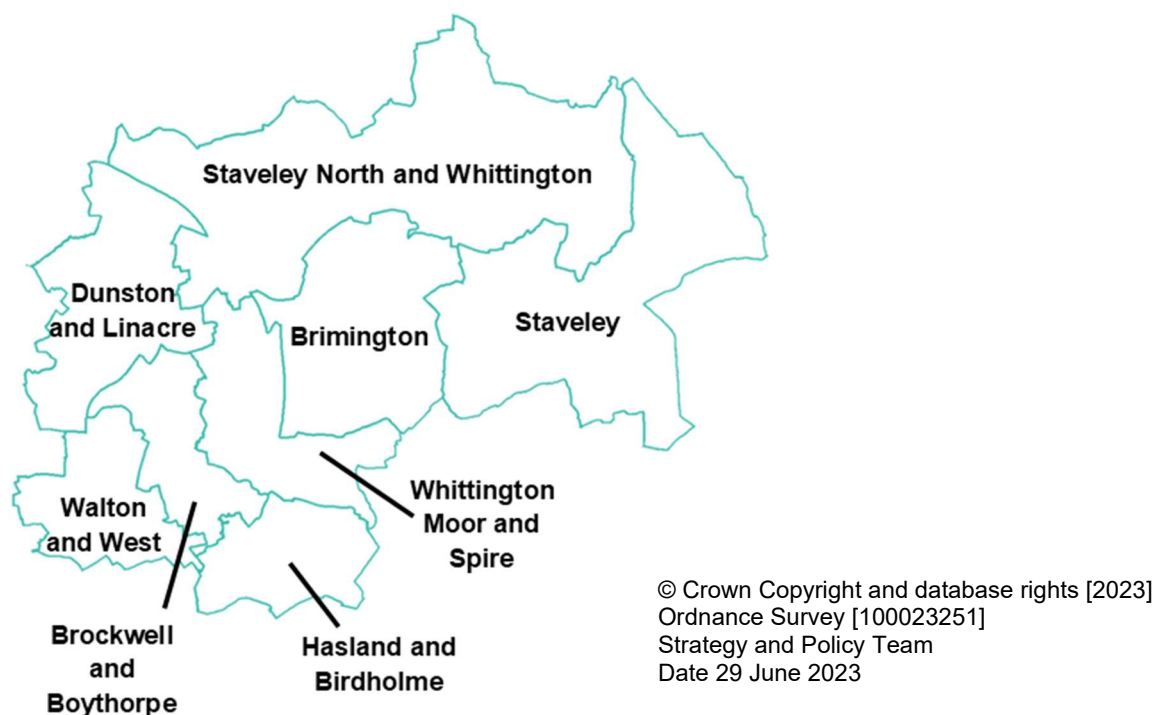 Staveley North and Whittington
Dunston
and Linacre
Brimington
Staveley
Walton
and West
Whittington
Moor and
Spire
Brockwell
and
Boythorpe
Hasland and
Birdholme
© Crown Copyright and database rights [2023]
Ordnance Survey [100023251]
Strategy and Policy Team
Date 29 June 2023